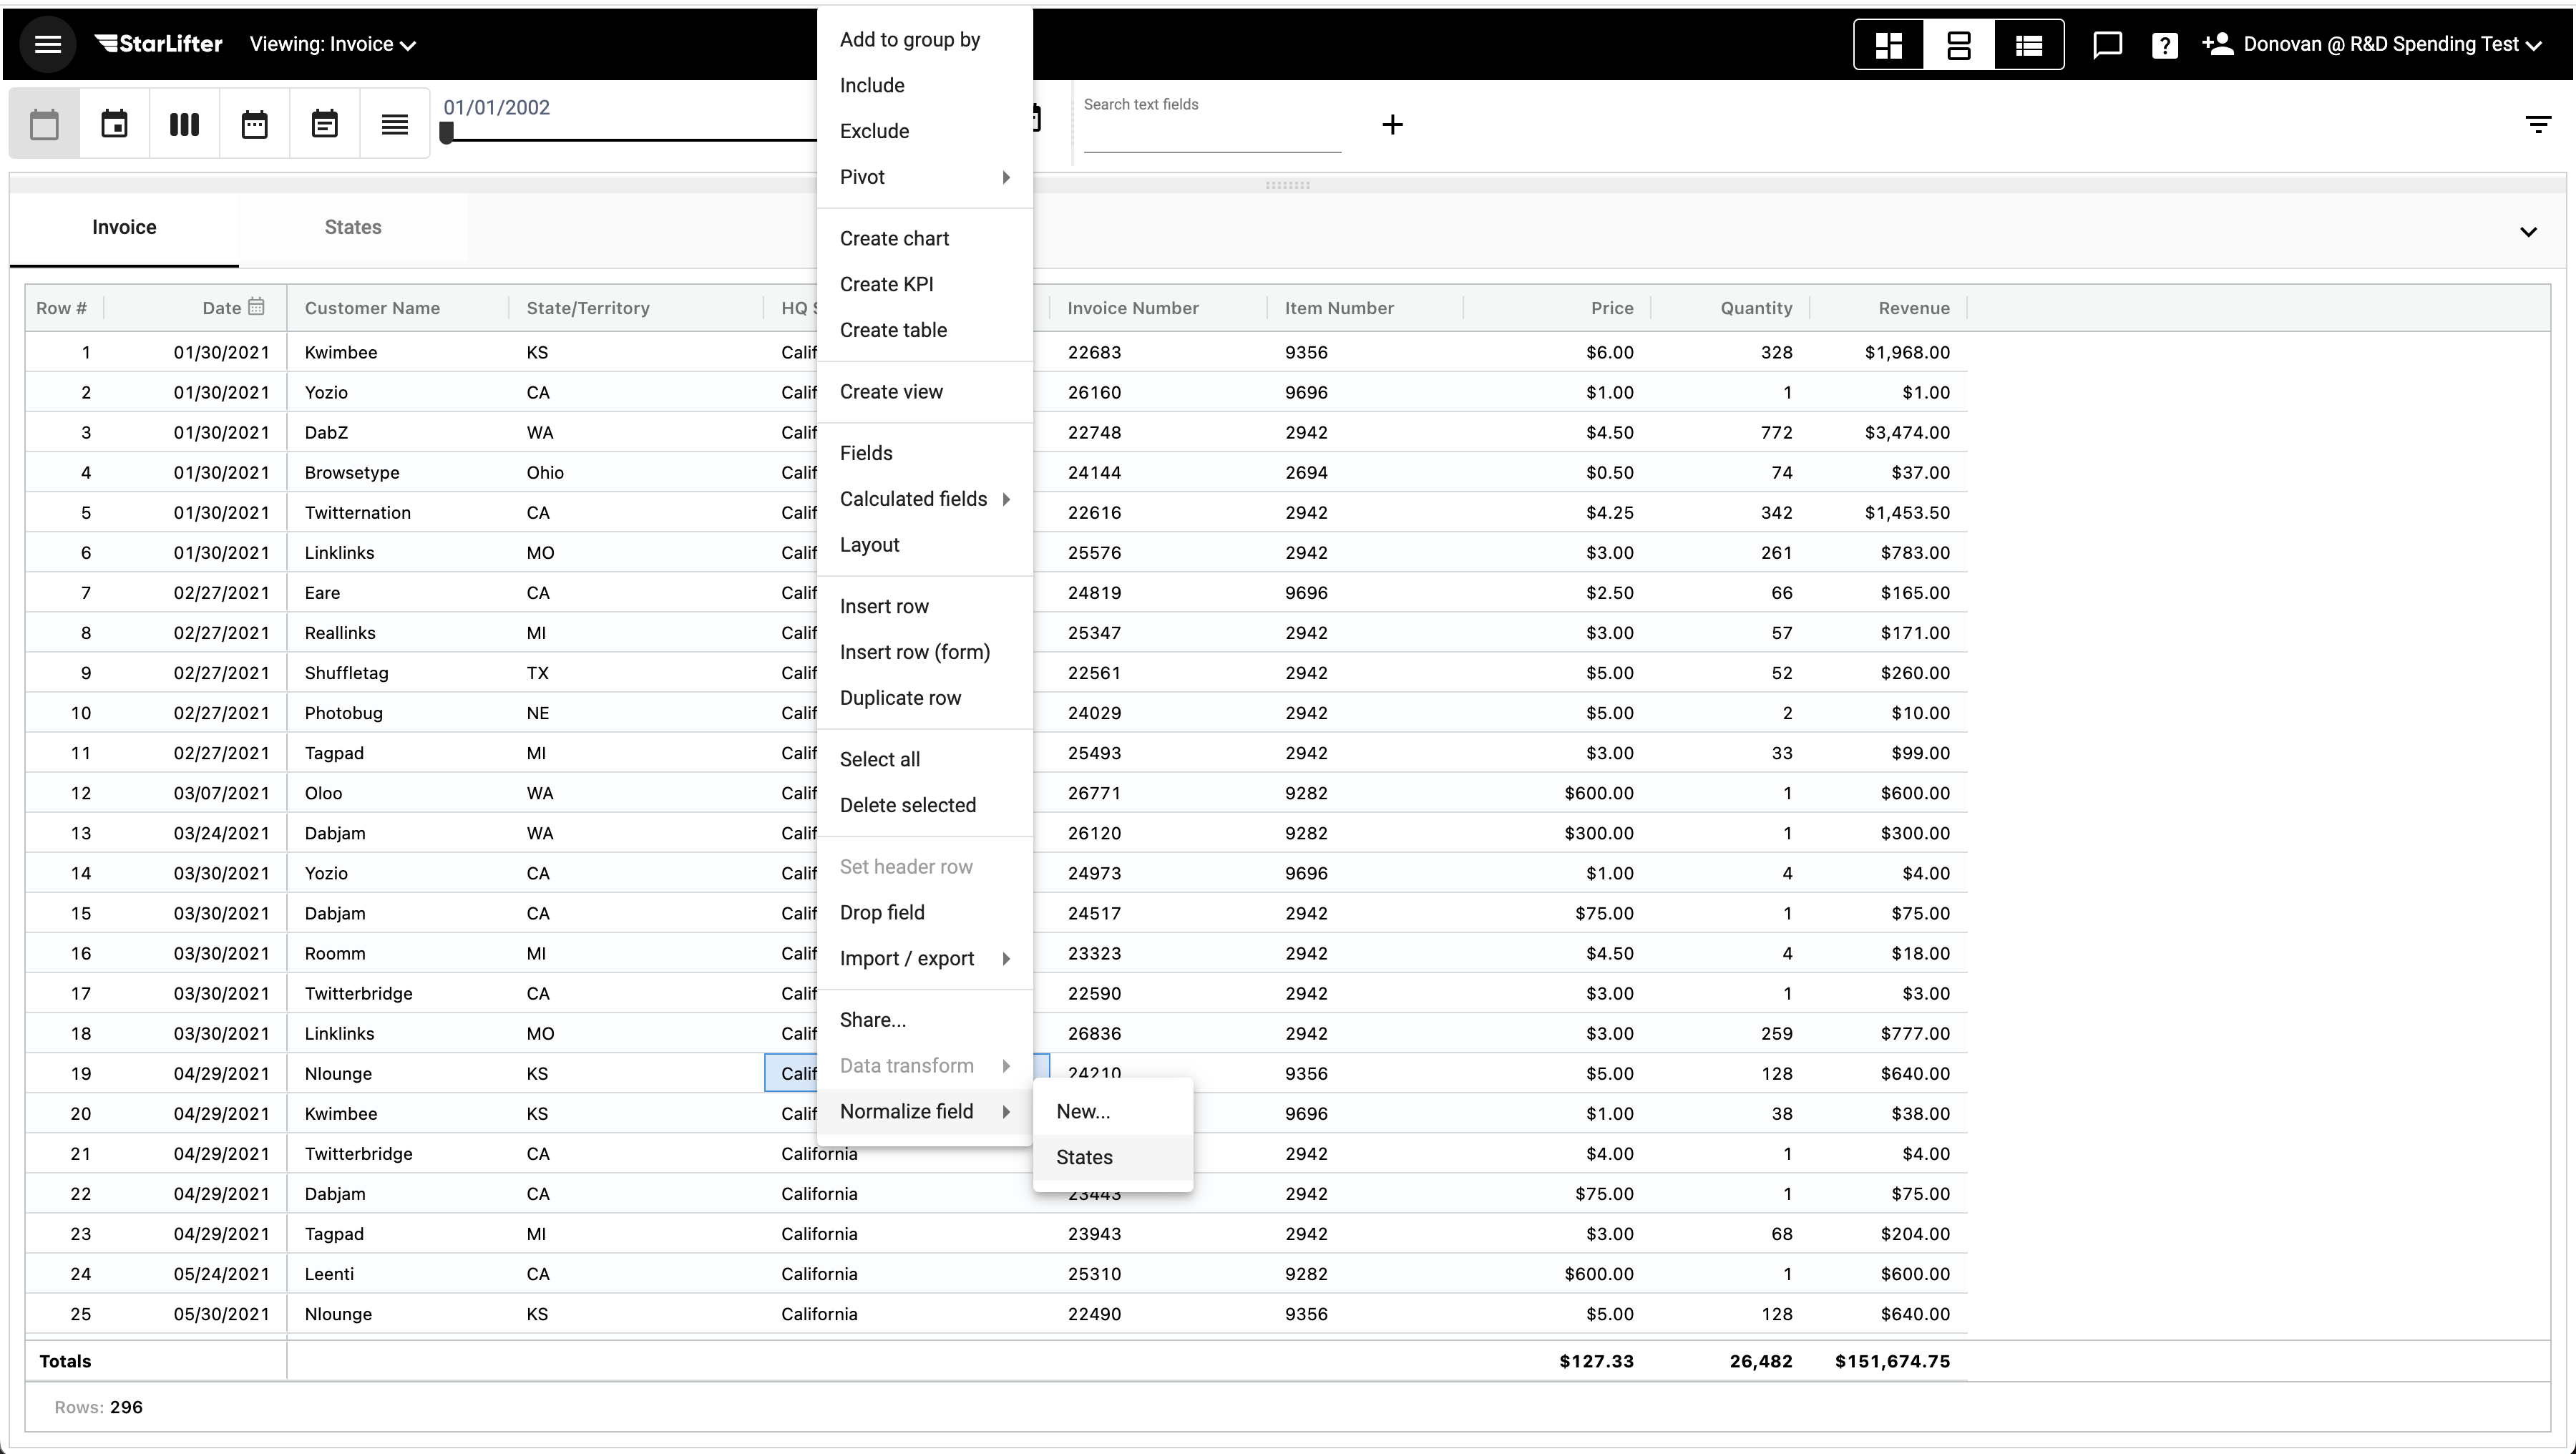 StarLifter Viewing: Invoice Donovan @ R&D Spending Test
01/01/2002
Search text fields
Add to group by
Include
Exclude
Pivot
Create chart
Create KPI
Create table
Create view
Fields
Calculated fields
Layout
Insert row
Insert row (form)
Duplicate row
Select all
Delete selected
Set header row
Drop field
Import / export
Share...
Data transform
Normalize field
New...
States
Invoice States
Row # Date Customer Name State/Territory HQ S Invoice Number Item Number Price Quantity Revenue
1 01/30/2021 Kwimbee KS Calif 22683 9356 $6.00 328 $1,968.00
2 01/30/2021 Yozio CA Calif 26160 9696 $1.00 1 $1.00
3 01/30/2021 DabZ WA Calif 22748 2942 $4.50 772 $3,474.00
4 01/30/2021 Browsetype Ohio Calif 24144 2694 $0.50 74 $37.00
5 01/30/2021 Twitternation CA Calif 22616 2942 $4.25 342 $1,453.50
6 01/30/2021 Linklinks MO Calif 25576 2942 $3.00 261 $783.00
7 02/27/2021 Eare CA Calif 24819 9696 $2.50 66 $165.00
8 02/27/2021 Reallinks MI Calif 25347 2942 $3.00 57 $171.00
9 02/27/2021 Shuffletag TX Calif 22561 2942 $5.00 52 $260.00
10 02/27/2021 Photobug NE Calif 24029 2942 $5.00 2 $10.00
11 02/27/2021 Tagpad MI Calif 25493 2942 $3.00 33 $99.00
12 03/07/2021 Oloo WA Calif 26771 9282 $600.00 1 $600.00
13 03/24/2021 Dabjam WA Calif 26120 9282 $300.00 1 $300.00
14 03/30/2021 Yozio CA Calif 24973 9696 $1.00 4 $4.00
15 03/30/2021 Dabjam CA Calif 24517 2942 $75.00 1 $75.00
16 03/30/2021 Roomm MI Calif 23323 2942 $4.50 4 $18.00
17 03/30/2021 Twitterbridge CA Calif 22590 2942 $3.00 1 $3.00
18 03/30/2021 Linklinks MO Calif 26836 2942 $3.00 259 $777.00
19 04/29/2021 Nlounge KS Calif 24210 9356 $5.00 128 $640.00
20 04/29/2021 Kwimbee KS Calif 9696 $1.00 38 $38.00
21 04/29/2021 Twitterbridge CA California 2942 $4.00 1 $4.00
22 04/29/2021 Dabjam CA California 23443 2942 $75.00 1 $75.00
23 04/29/2021 Tagpad MI California 23943 2942 $3.00 68 $204.00
24 05/24/2021 Leenti CA California 25310 9282 $600.00 1 $600.00
25 05/30/2021 Nlounge KS California 22490 9356 $5.00 128 $640.00
Totals $127.33 26,482 $151,674.75
Rows: 296